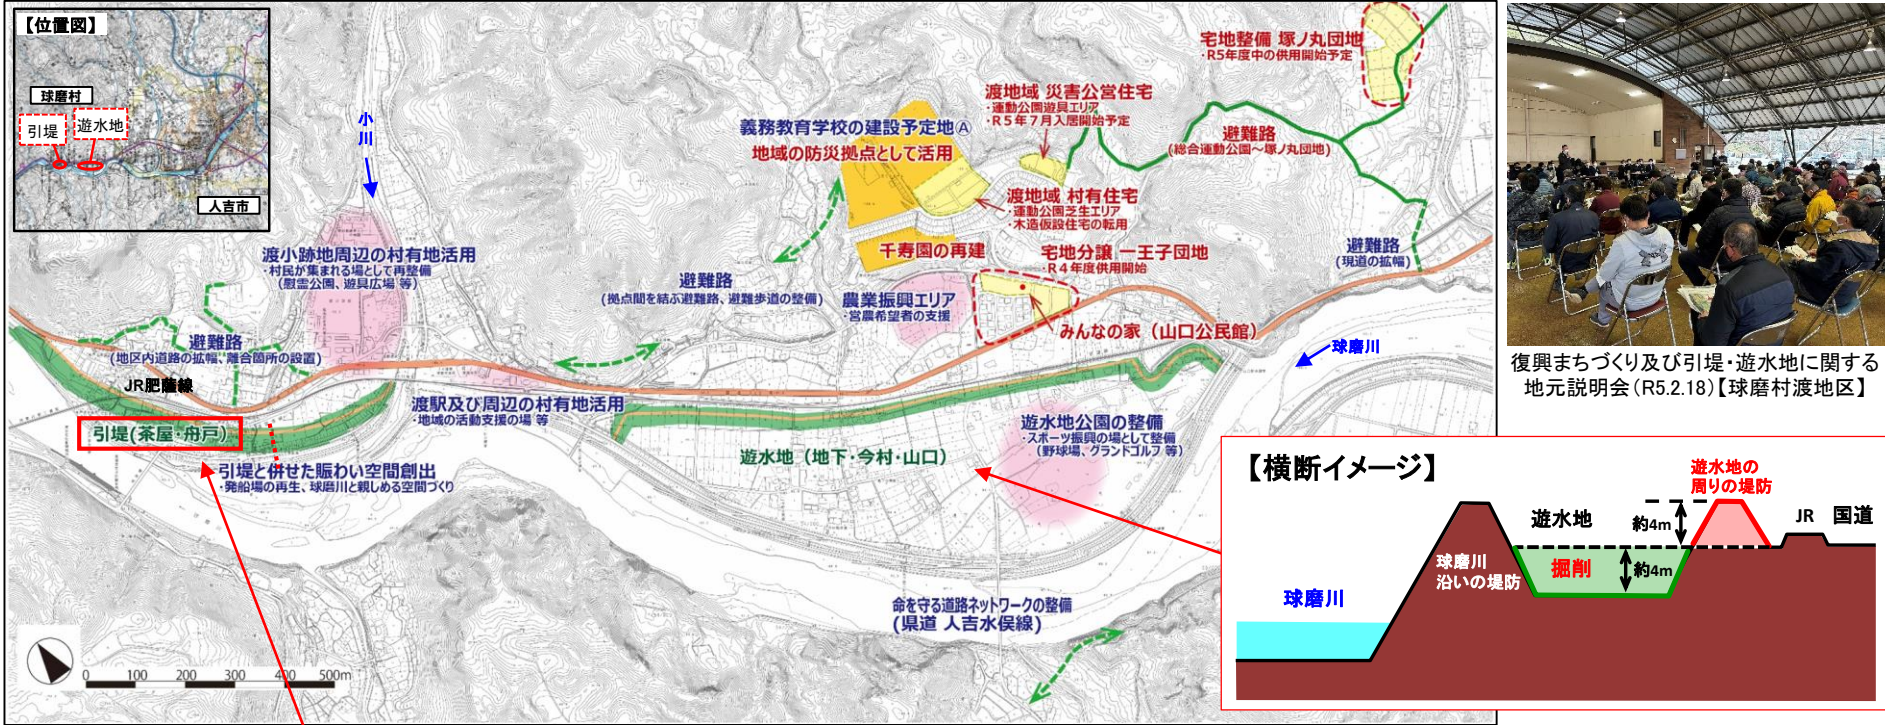 【位置図】
球磨村
引堤
遊水地
人吉市
小川
宅地整備 塚ノ丸団地
・R5年度中の供用開始予定
渡地域 災害公営住宅
・運動公園遊具エリア
・R5年7月入居開始予定
義務教育学校の建設予定地Ⓐ
地域の防災拠点として活用
避難路
(総合運動公園~塚ノ丸団地)
渡地域 村有住宅
・運動公園芝生エリア
・木造仮設住宅の転用
千寿園の再建
宅地分譲 一王子団地
・R4年度供用開始
避難路
(現道の拡幅)
渡小跡地周辺の村有地活用
・村民が集まれる場として再整備
(慰霊公園、遊具広場 等)
避難路
(拠点間を結ぶ避難路、避難歩道の整備)
農業振興エリア
・営農希望者の支援
みんなの家(山口公民館)
球磨川
避難路
(地区内道路の拡幅、離合箇所の設置)
JR肥薩線
渡駅及び周辺の村有地活用
・地域の活動支援の場 等
引堤(茶屋・舟戸)
引堤と併せた賑わい空間創出
・発船場の再生、球磨川と親しめる空間づくり
遊水地(地下・今村・山口)
遊水地公園の整備
・スポーツ振興の場として整備
(野球場、グランドゴルフ 等)
命を守る道路ネットワークの整備
(県道 人吉水俣線)
0 100 200 300 400 500m
復興まちづくり及び引堤・遊水地に関する
地元説明会(R5.2.18)【球磨村渡地区】
【横断イメージ】
遊水地の
周りの堤防
遊水地
約4m
JR
国道
球磨川
沿いの堤防
掘削
約4m
球磨川